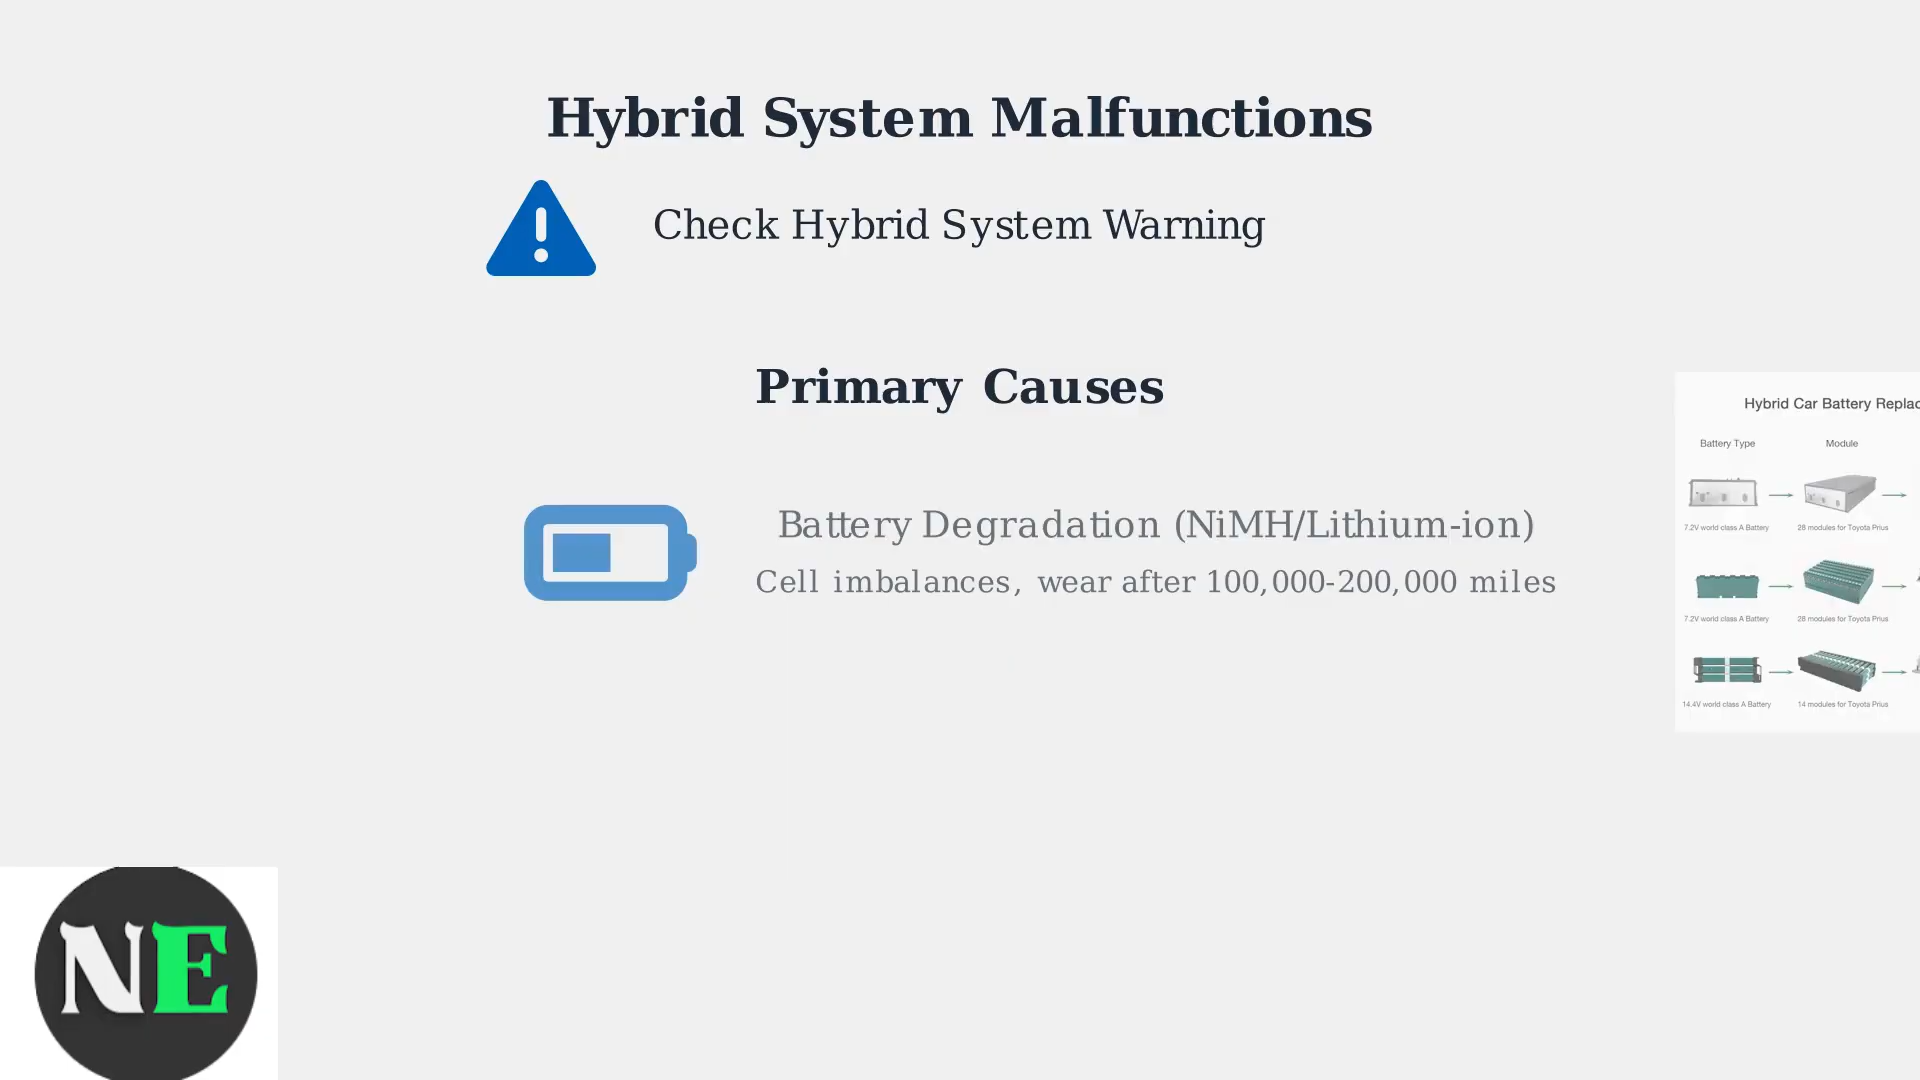 Hybrid System Malfunctions
Check Hybrid System Warning
Primary Causes
Battery Degradation (NiMH/Lithium-ion)
Cell imbalances, wear after 100,000-200,000 miles
Hybrid Car Battery Replac
Battery Type
Module
7.2V world class A Battery
28 modules for Toyota Prius
7.2V world class A Battery
28 modules for Toyota Prius
14.4V world class A Battery
14 modules for Toyota Prius
NE